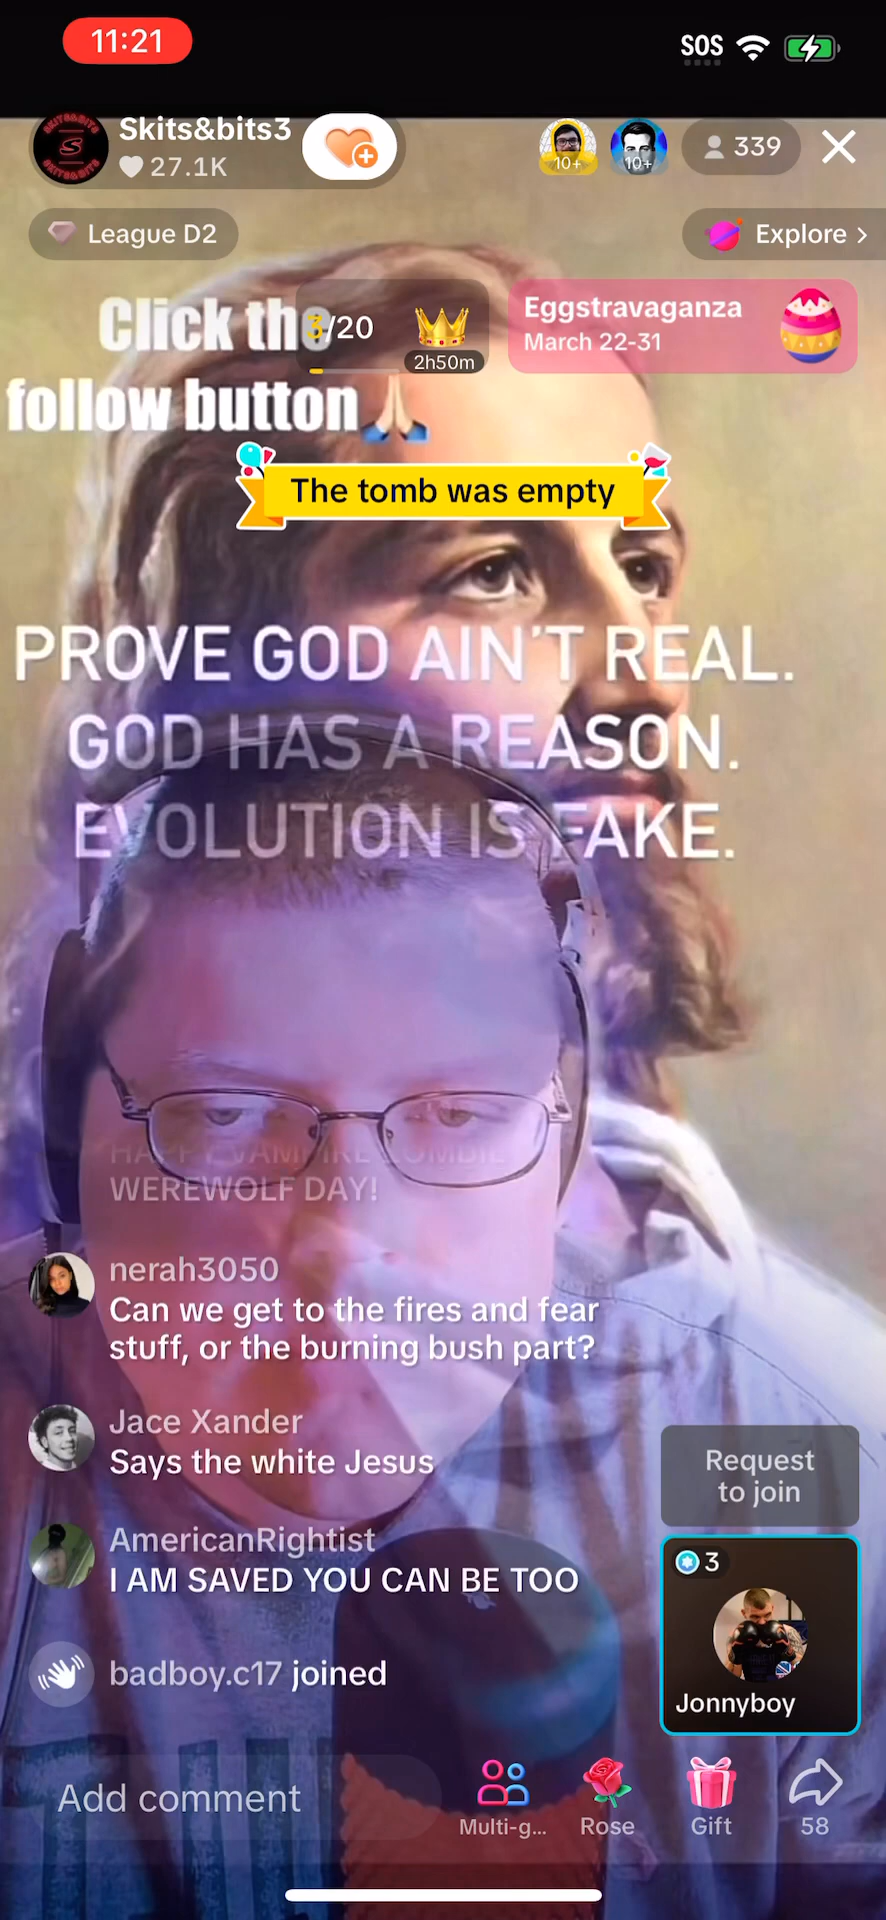 11:21
SOS
Skits&bits3
27.1K
10+
10+
339
League D2
Explore >
Click the
3/20
2h50m
Eggstravaganza
March 22-31
follow button🙏
The tomb was empty
PROVE GOD AIN'T REAL.
GOD HAS A REASON.
EVOLUTION IS FAKE.
HAPPY VAMPIRE ZOMBIE
WEREWOLF DAY!
nerah3050
Can we get to the fires and fear
stuff, or the burning bush part?
Jace Xander
Says the white Jesus
AmericanRightist
I AM SAVED YOU CAN BE TOO
badboy.c17 joined
Request
to join
3
Jonnyboy
Add comment
Multi-g...
Rose
Gift
58